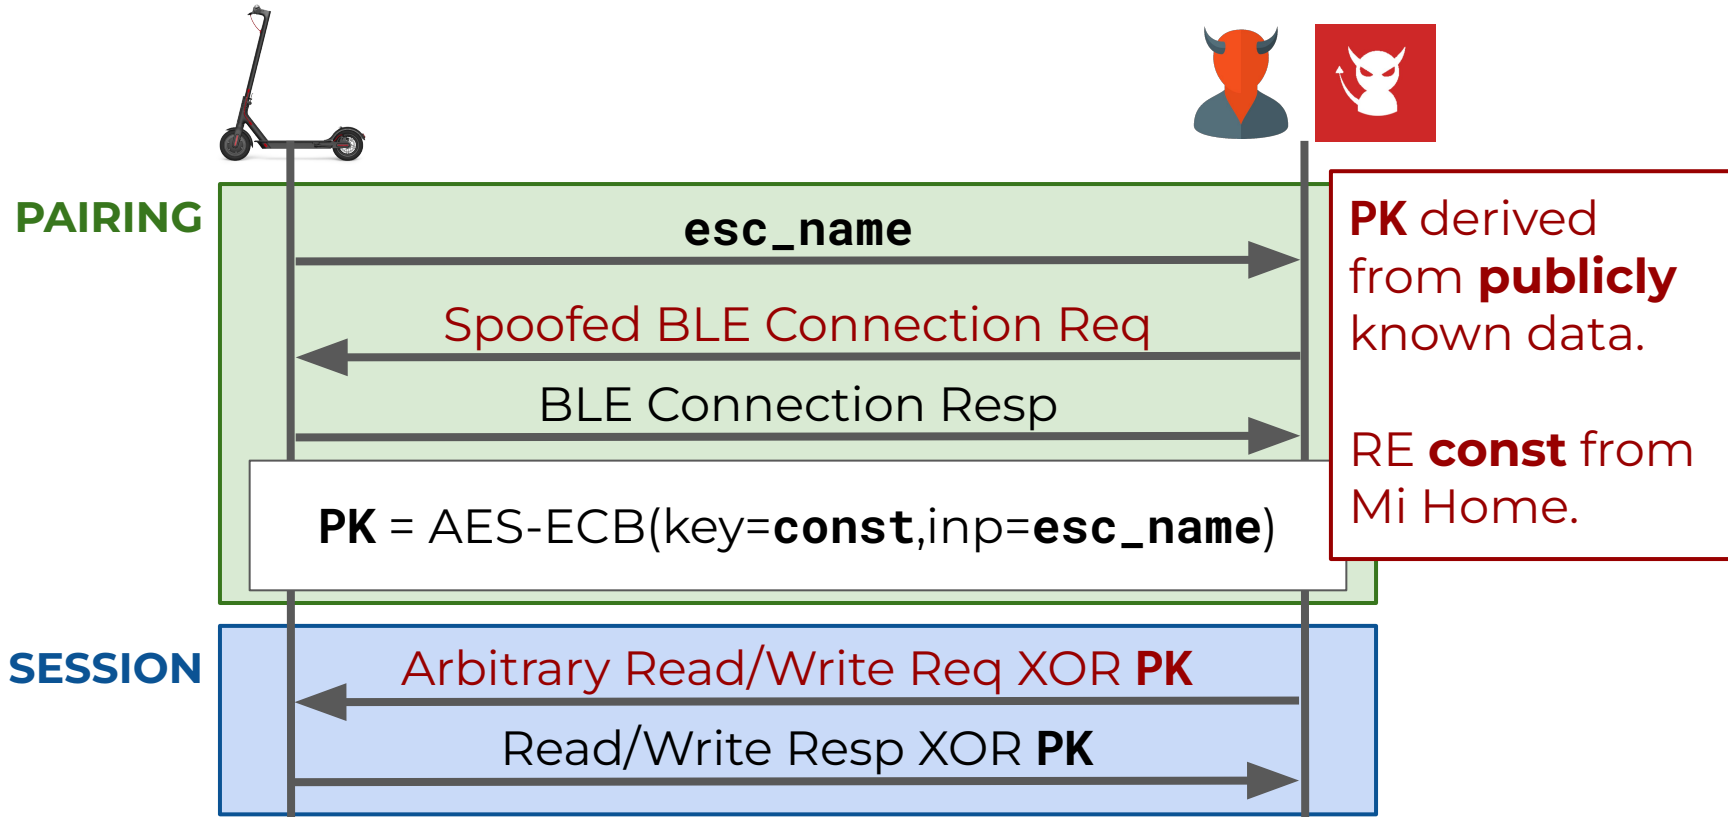 PAIRING
esc_name
Spoofed BLE Connection Req
BLE Connection Resp
PK = AES-ECB(key=const,inp=esc_name)
PK derived
from publicly
known data.
RE const from
Mi Home.
SESSION
Arbitrary Read/Write Req XOR PK
Read/Write Resp XOR PK